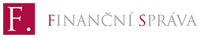 F. FINANČNÍ SPRÁVA